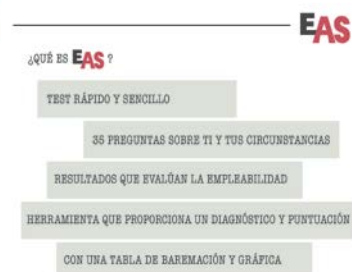 EAS
¿QUÉ ES EAS ?
TEST RÁPIDO Y SENCILLO
35 PREGUNTAS SOBRE TI Y TUS CIRCUNSTANCIAS
RESULTADOS QUE EVALÚAN LA EMPLEABILIDAD
HERRAMIENTA QUE PROPORCIONA UN DIAGNÓSTICO Y PUNTUACIÓN
CON UNA TABLA DE BAREMACIÓN Y GRÁFICA